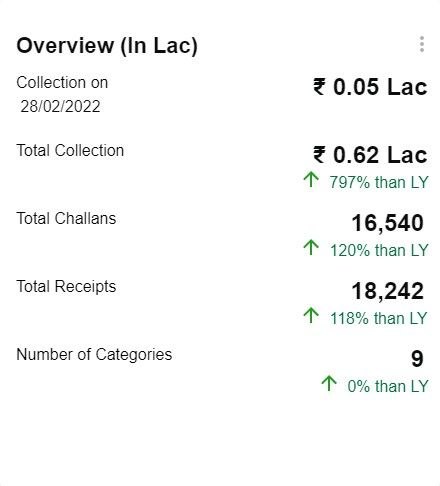 Overview (In Lac)
Collection on
28/02/2022
₹ 0.05 Lac
Total Collection
₹ 0.62 Lac
797% than LY
Total Challans
16,540
120% than LY
Total Receipts
18,242
118% than LY
Number of Categories
9
0% than LY